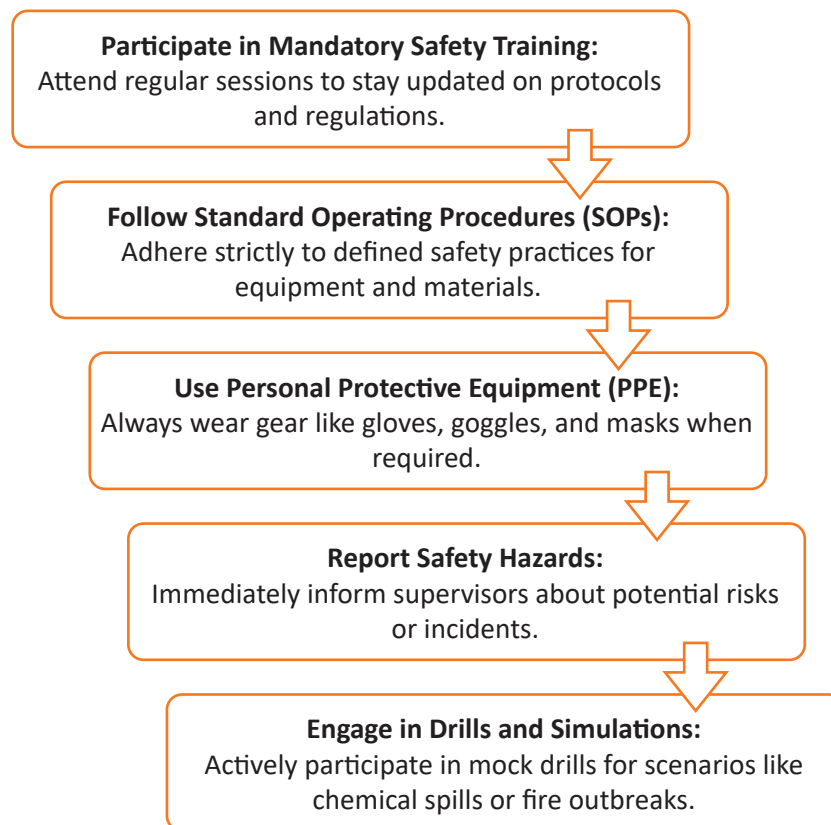 Participate in Mandatory Safety Training:
Attend regular sessions to stay updated on protocols
and regulations.
Follow Standard Operating Procedures (SOPs):
Adhere strictly to defined safety practices for
equipment and materials.
Use Personal Protective Equipment (PPE):
Always wear gear like gloves, goggles, and masks when
required.
Report Safety Hazards:
Immediately inform supervisors about potential risks
or incidents.
Engage in Drills and Simulations:
Actively participate in mock drills for scenarios like
chemical spills or fire outbreaks.